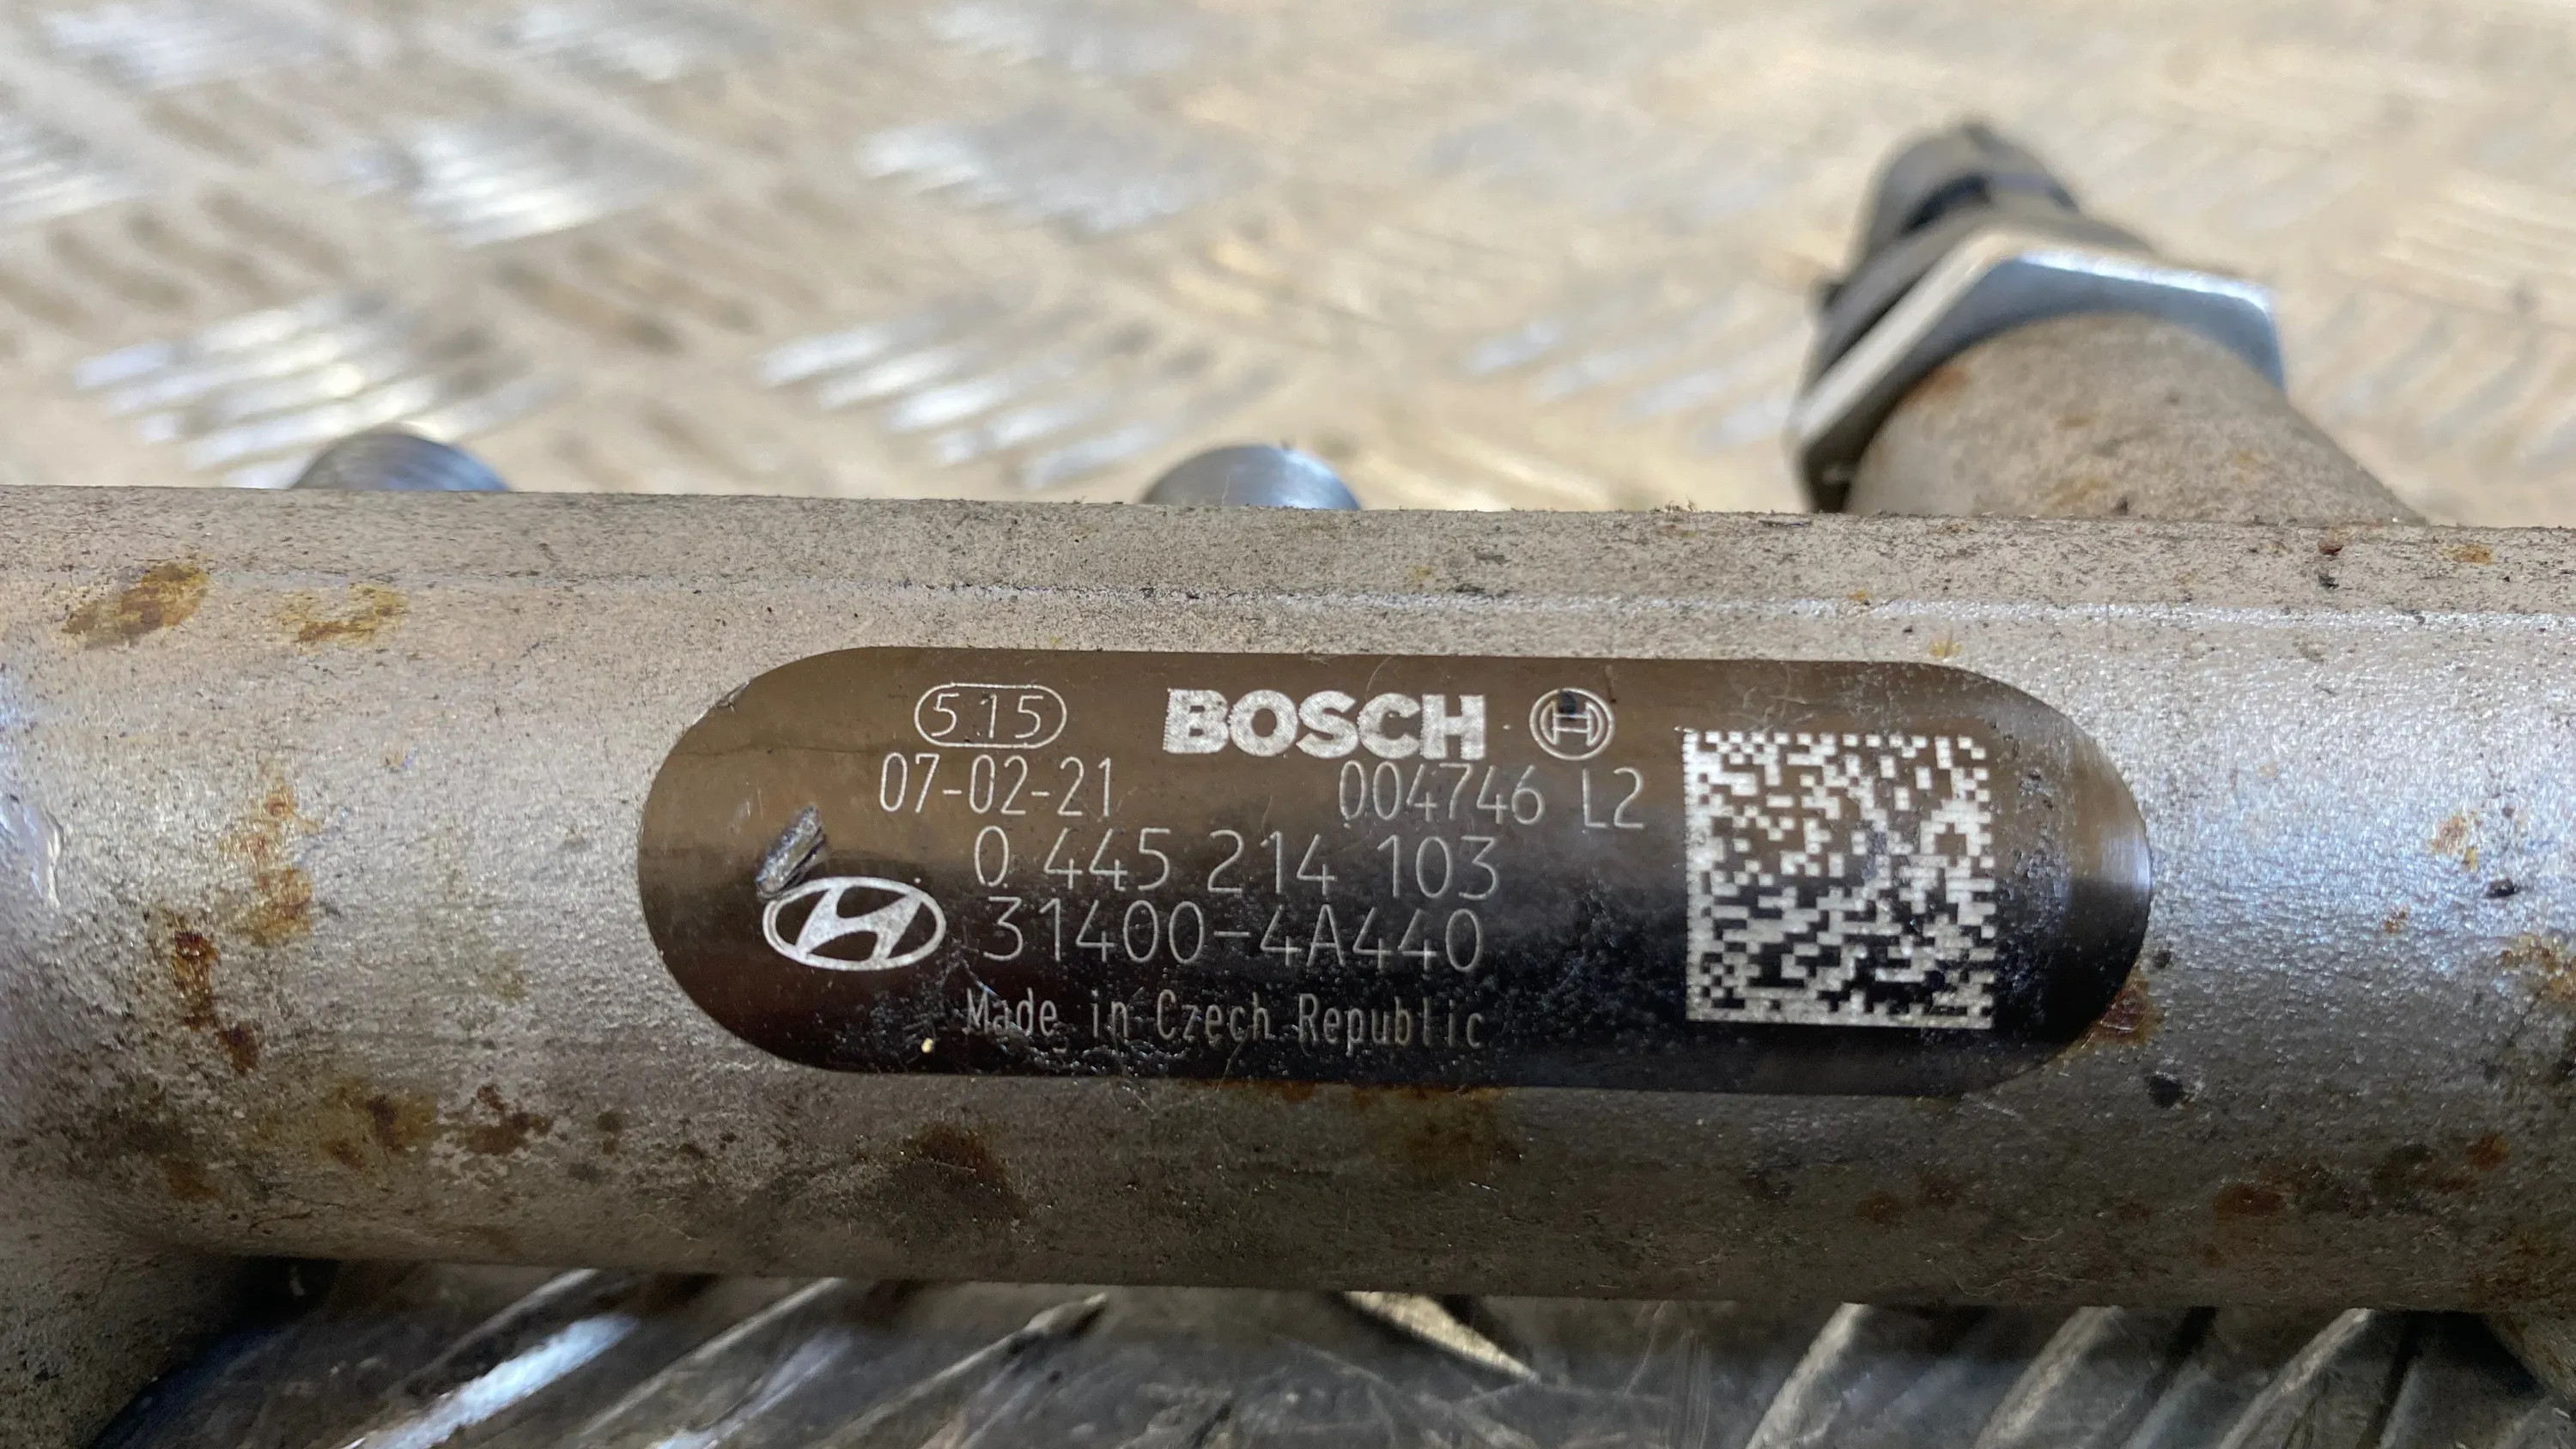 515 BOSCH
07-02-21 004746 L2
0 445 214 103
31400-4A440
Made in Czech Republic